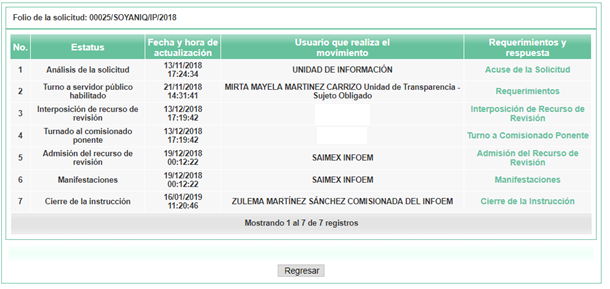 Folio de la solicitud: 00025/SOYANIQ/IP/2018
No. Estatus Fecha y hora de actualización Usuario que realiza el movimiento Requerimientos y respuesta
1 Análisis de la solicitud 13/11/2018 17:24:34 UNIDAD DE INFORMACIÓN Acuse de la Solicitud
2 Turno a servidor público habilitado 21/11/2018 14:31:41 MIRTA MAYELA MARTINEZ CARRIZO Unidad de Transparencia - Sujeto Obligado Requerimientos
3 Interposición de recurso de revisión 13/12/2018 17:19:42 Interposición de Recurso de Revisión
4 Turnado al comisionado ponente 13/12/2018 17:19:42 Turno a Comisionado Ponente
5 Admisión del recurso de revisión 19/12/2018 00:12:22 SAIMEX INFOEM Admisión del Recurso de Revisión
6 Manifestaciones 19/12/2018 00:12:22 SAIMEX INFOEM Manifestaciones
7 Cierre de la instrucción 16/01/2019 11:20:46 ZULEMA MARTÍNEZ SÁNCHEZ COMISIONADA DEL INFOEM Cierre de la Instrucción
Mostrando 1 al 7 de 7 registros
Regresar